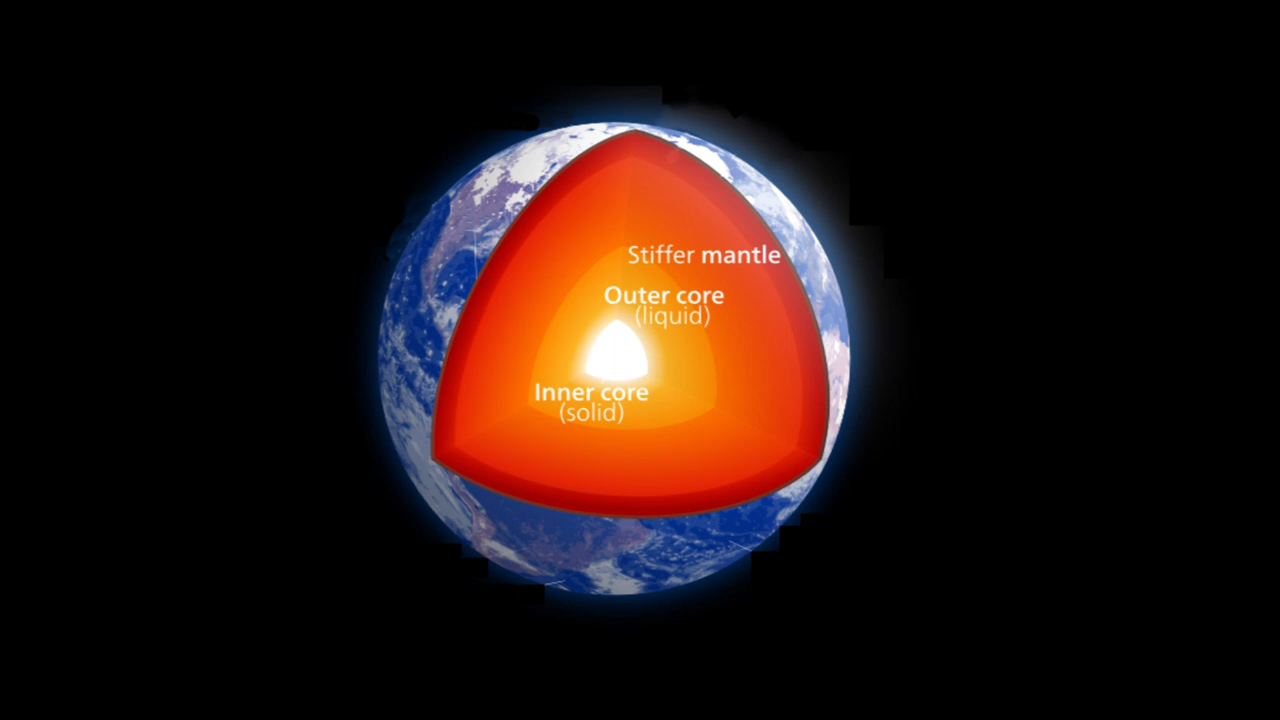 Stiffer mantle
Outer core
(liquid)
Inner core
(solid)